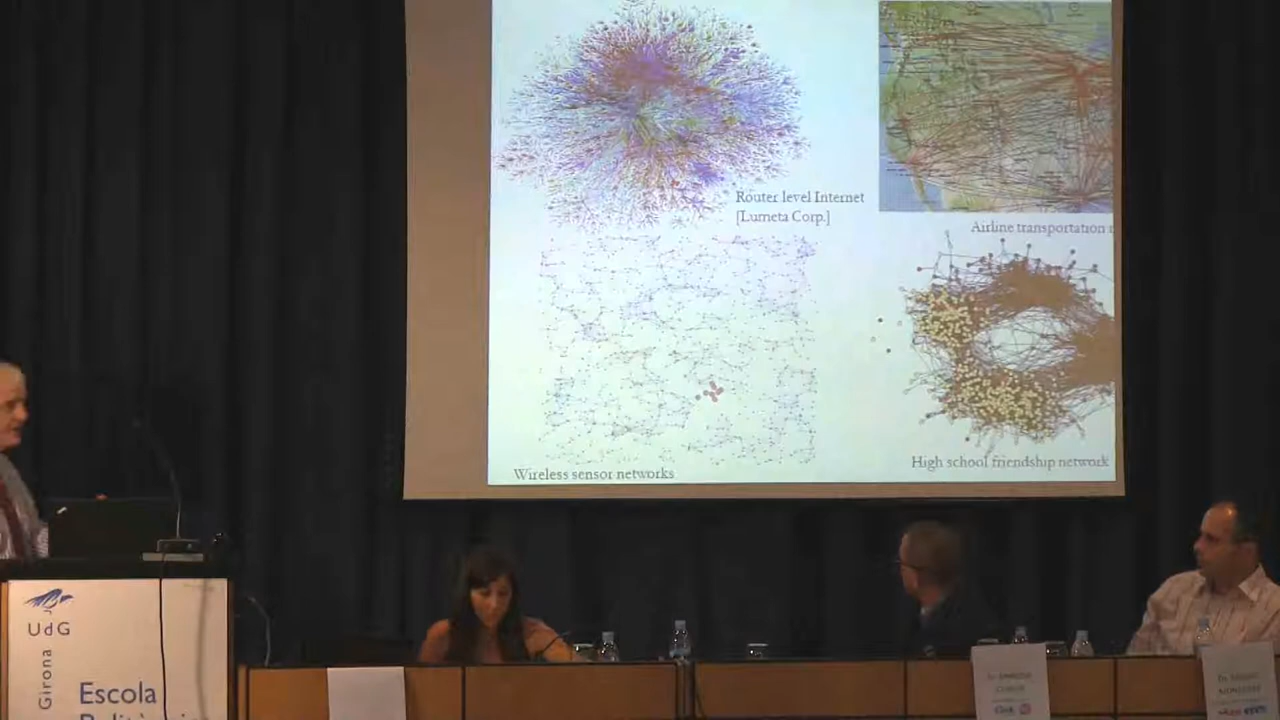 Router level Internet
[Lumeta Corp.]
Airline transportation
Wireless sensor networks
High school friendship network
UdG
Girona
Escola